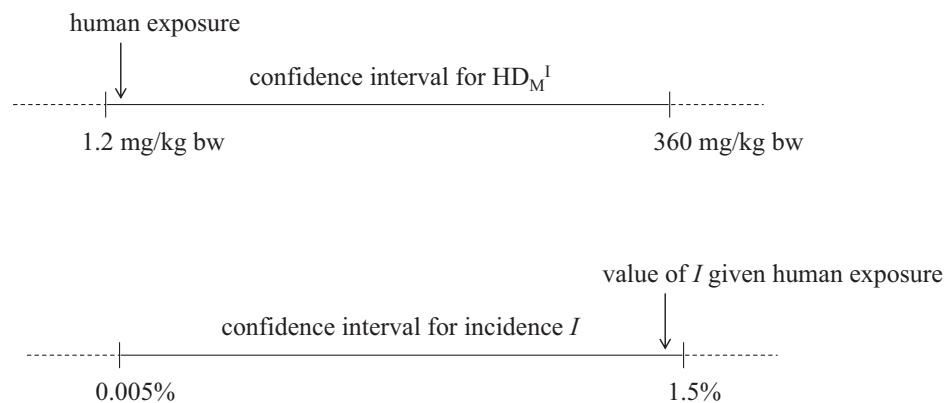 human exposure
confidence interval for HD_M^I
1.2 mg/kg bw 360 mg/kg bw
value of I given human exposure
confidence interval for incidence I
0.005% 1.5%